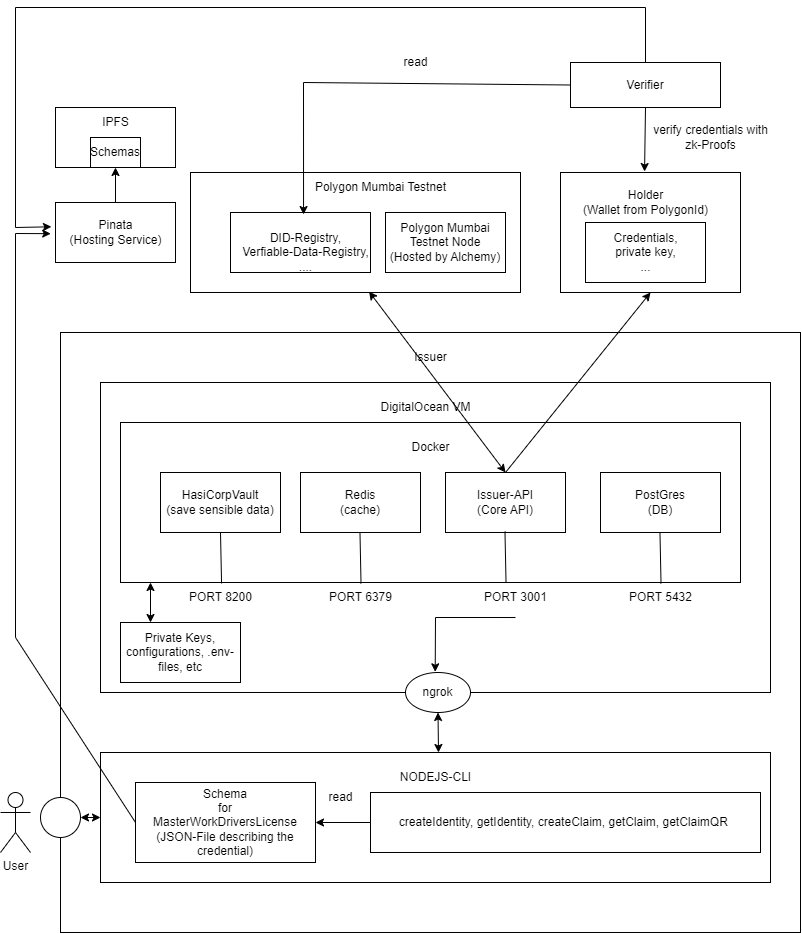 read
Verifier
IPFS
Schemas
verify credentials with
zk-Proofs
Polygon Mumbai Testnet
Holder
(Wallet from PolygonId)
Pinata
(Hosting Service)
DID-Registry,
Verfiable-Data-Registry,
....
Polygon Mumbai
Testnet Node
(Hosted by Alchemy)
Credentials,
private key,
...
Issuer
DigitalOcean VM
Docker
HasiCorpVault
(save sensible data)
Redis
(cache)
Issuer-API
(Core API)
PostGres
(DB)
PORT 8200
PORT 6379
PORT 3001
PORT 5432
Private Keys,
configurations, .env-
files, etc
ngrok
NODEJS-CLI
Schema
for
MasterWorkDriversLicense
(JSON-File describing the
credential)
read
createIdentity, getIdentity, createClaim, getClaim, getClaimQR
User